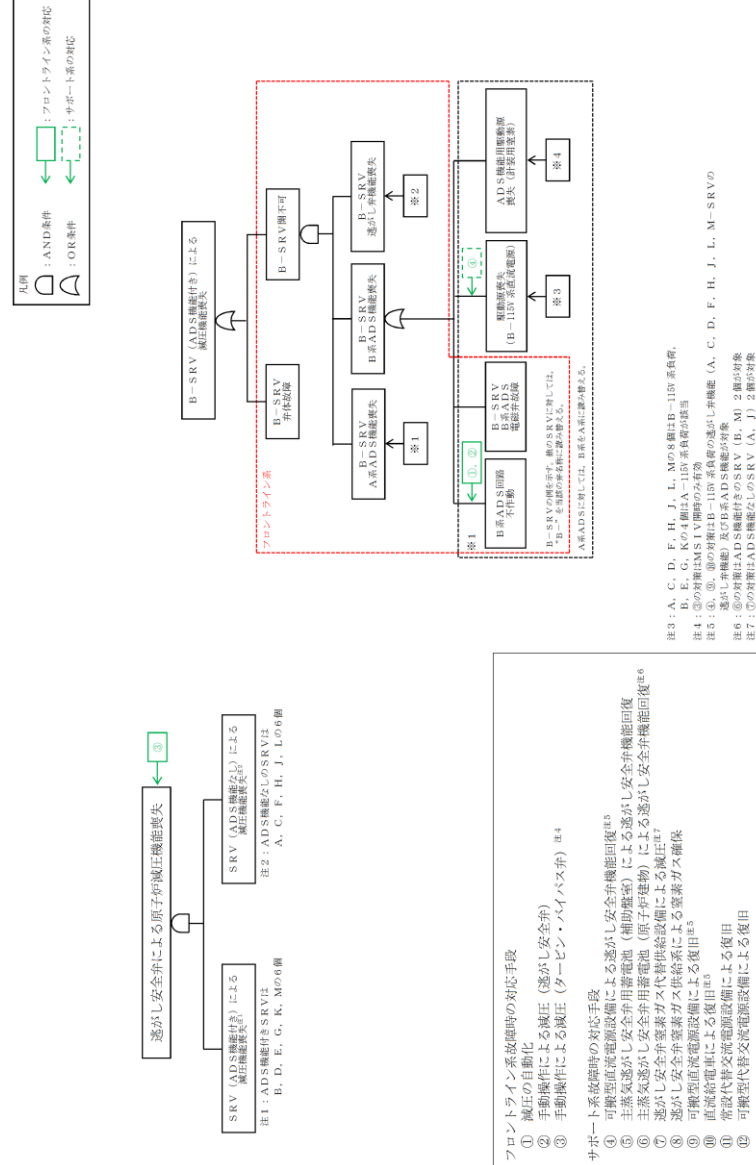 凡例
:AND条件
:OR条件
:フロントライン系の対応
:サポート系の対応
逃がし安全弁による原子炉減圧機能喪失
③
SRV(ADS機能付き)による
減圧機能喪失注1
SRV(ADS機能なし)による
減圧機能喪失注2
注1:ADS機能付きSRVは
B,D,E,G,K,Mの6個
注2:ADS機能なしのSRVは
A,C,F,H,J,Lの6個
B-SRV(ADS機能付き)による
減圧機能喪失
フロントライン系
B-SRV
弁体故障
B-SRV開不可
B-SRV
A系ADS機能喪失
B-SRV
B系ADS機能喪失
B-SRV
逃がし弁機能喪失
※1
※2
※1
①,②
④
B系ADS回路
不作動
B-SRV
B系ADS
電磁弁故障
駆動源喪失
(B-115V系直流電源)
ADS機能用駆動源
喪失(計装用窒素)
※3
※4
B-SRVの例を示す。他のSRVに対しては,
"B-"を当該の弁名称に読み替える。
A系ADSに対しては,B系をA系に読み替える。
フロントライン系故障時の対応手段
① 減圧の自動化
② 手動操作による減圧(逃がし安全弁)
③ 手動操作による減圧(タービン・バイパス弁)注4
サポート系故障時の対応手段
④ 可搬型直流電源設備による逃がし安全弁機能回復注5
⑤ 主蒸気逃がし安全弁用蓄電池(補助盤室)による逃がし安全弁機能回復
⑥ 主蒸気逃がし安全弁用蓄電池(原子炉建物)による逃がし安全弁機能回復注6
⑦ 逃がし安全弁窒素ガス代替供給設備による減圧注7
⑧ 逃がし安全弁窒素ガス供給系による窒素ガス確保
⑨ 可搬型直流電源設備による復旧注5
⑩ 直流給電車による復旧注5
⑪ 常設代替交流電源設備による復旧
⑫ 可搬型代替交流電源設備による復旧
注3:A,C,D,F,H,J,L,Mの8個はB-115V系負荷,
B,E,G,Kの4個はA-115V系負荷が該当
注4:③の対策はMSIV開時のみ有効
注5:④,⑨,⑩の対策はB-115V系負荷の逃がし弁機能(A,C,D,F,H,J,L,M-SRVの
逃がし弁機能)及びB系ADS機能が対象
注6:⑥の対策はADS機能付きのSRV(B,M)2個が対象
注7:⑦の対策はADS機能なしのSRV(A,J)2個が対象